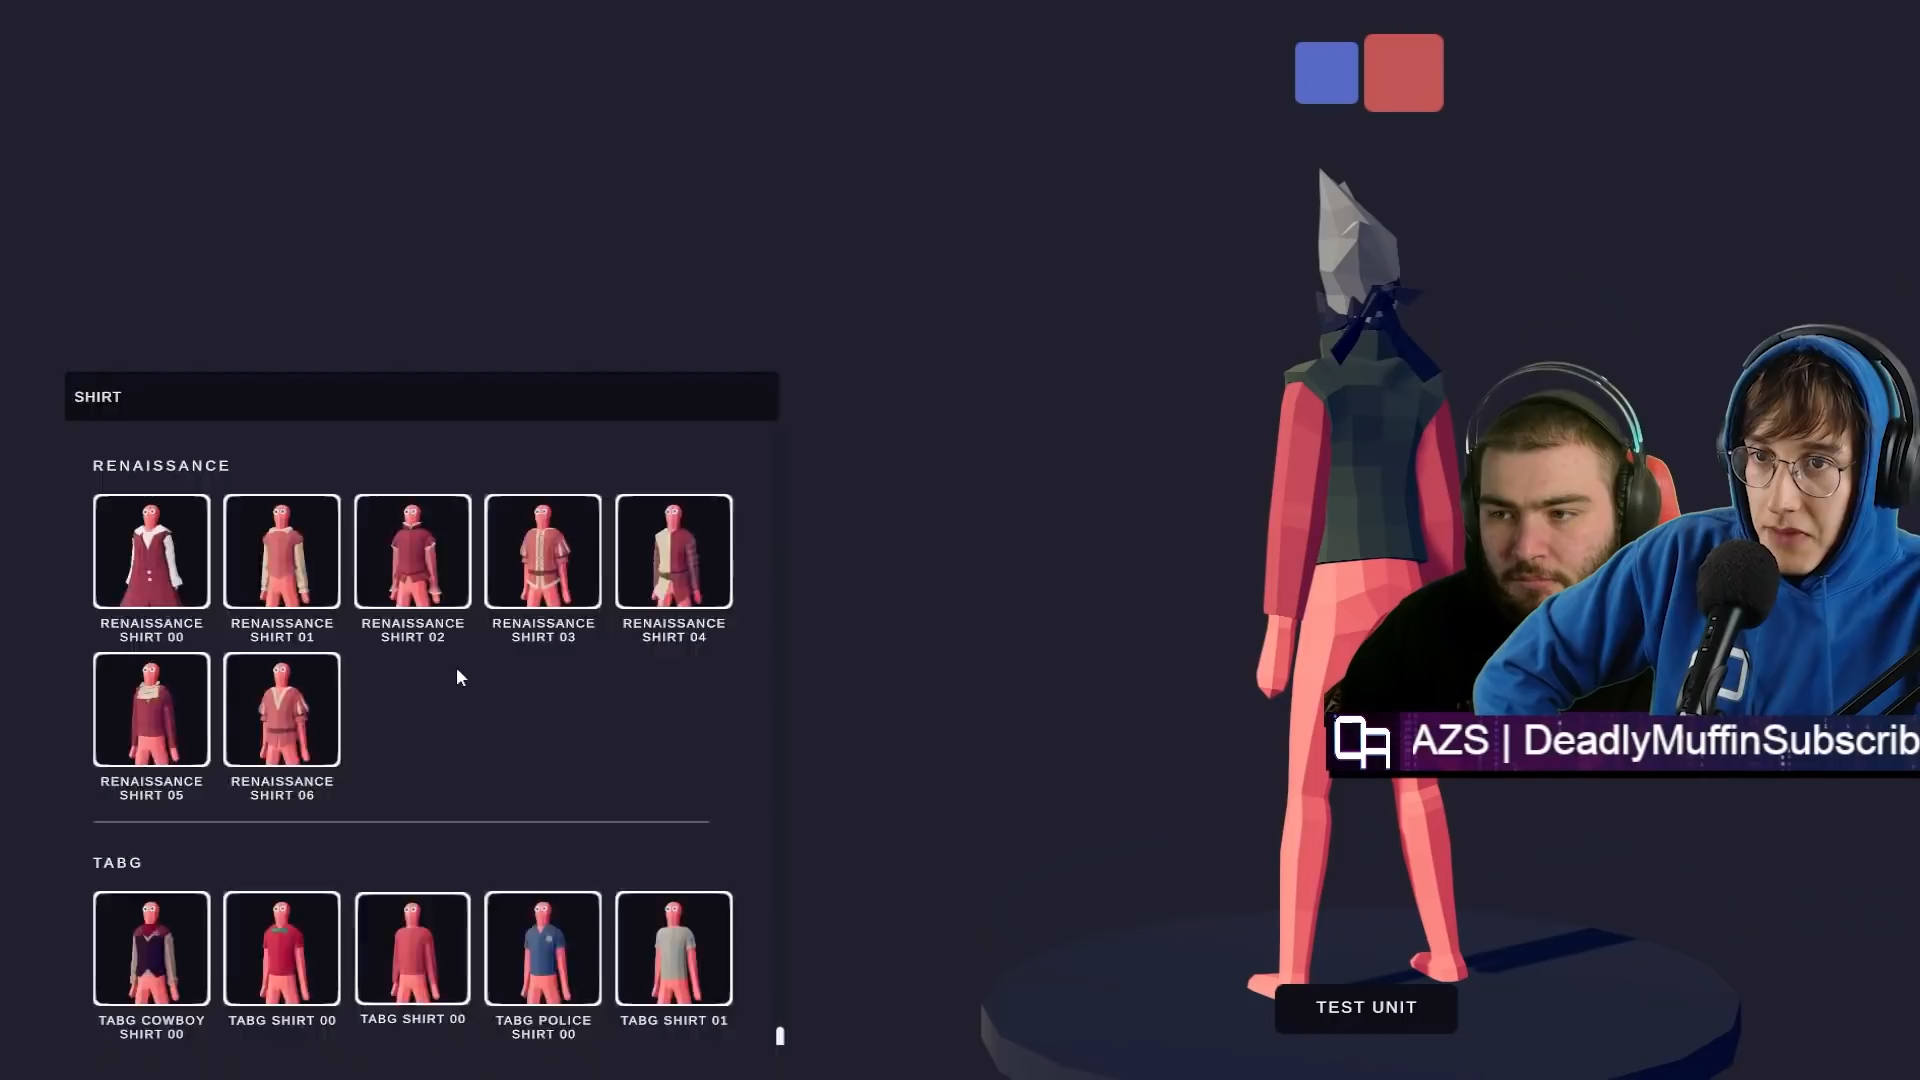 SHIRT
RENAISSANCE
RENAISSANCE SHIRT 00
RENAISSANCE SHIRT 01
RENAISSANCE SHIRT 02
RENAISSANCE SHIRT 03
RENAISSANCE SHIRT 04
RENAISSANCE SHIRT 05
RENAISSANCE SHIRT 06
TABG
TABG COWBOY SHIRT 00
TABG SHIRT 00
TABG SHIRT 00
TABG POLICE SHIRT 00
TABG SHIRT 01
AZS | DeadlyMuffinSubscrib
TEST UNIT